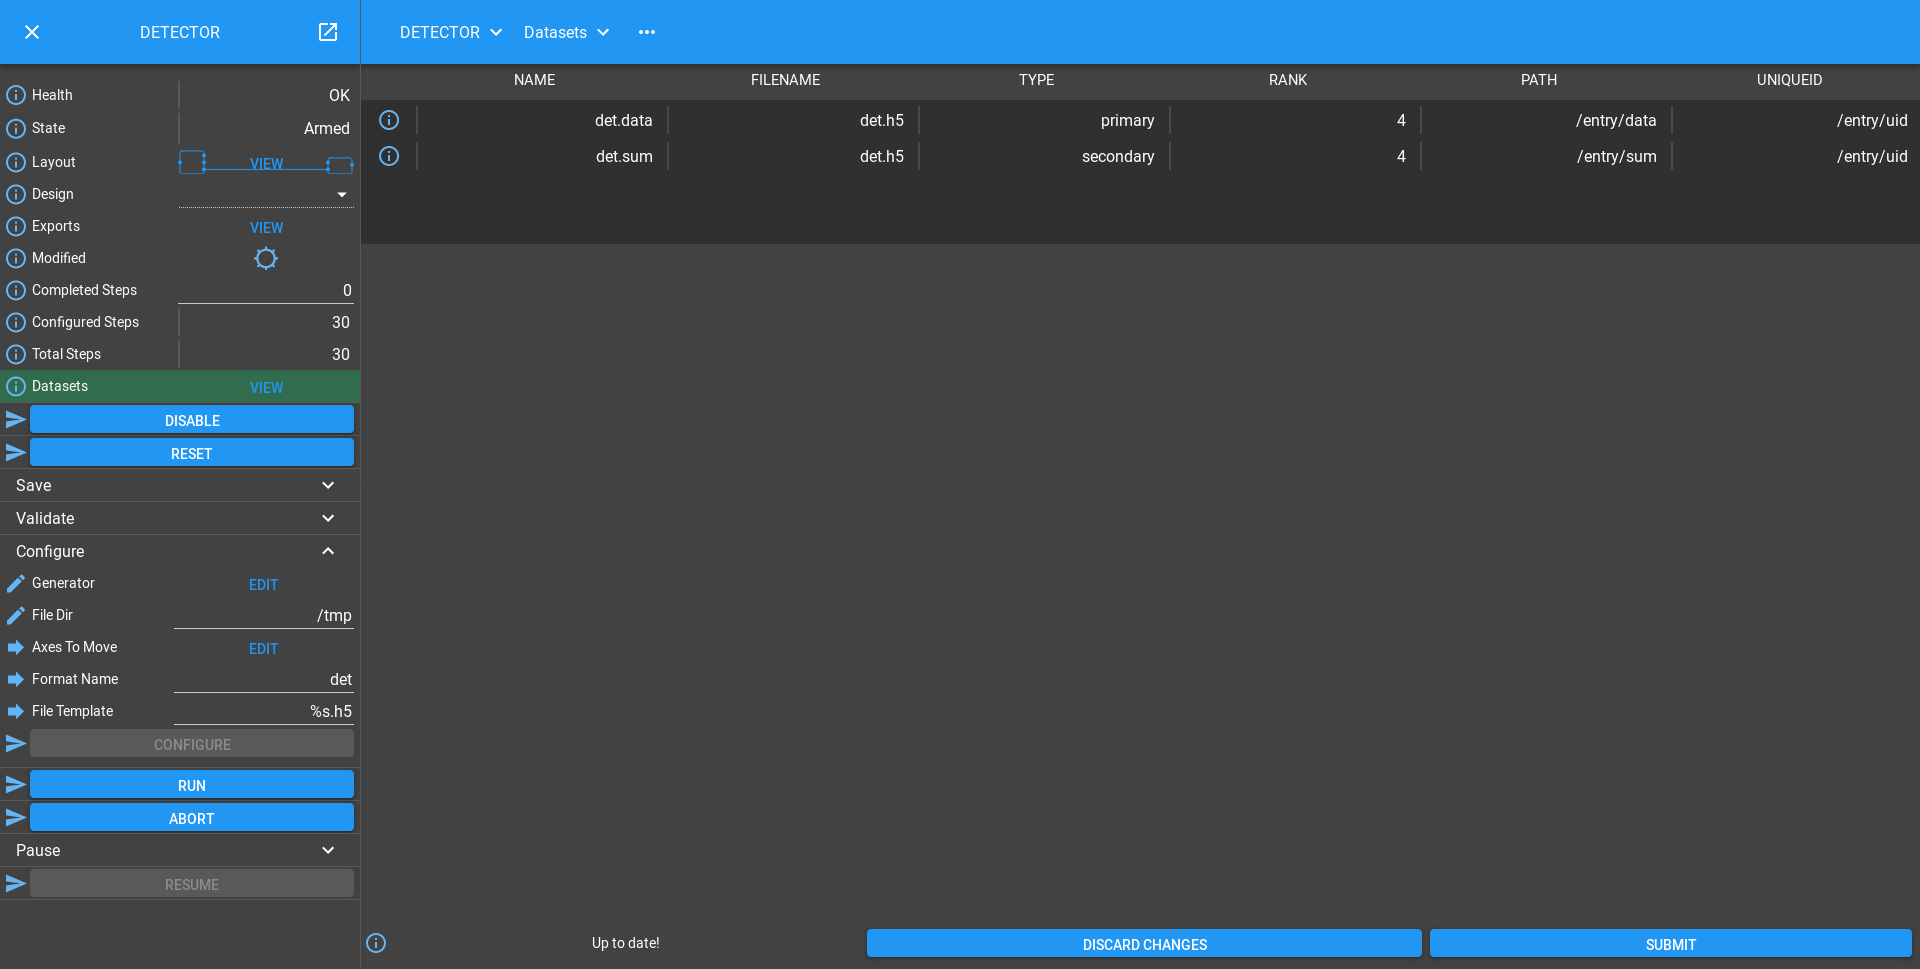 DETECTOR
DETECTOR Datasets
NAME FILENAME TYPE RANK PATH UNIQUEID
Health OK
State Armed
Layout VIEW
Design
Exports VIEW
Modified
Completed Steps 0
Configured Steps 30
Total Steps 30
Datasets VIEW
DISABLE
RESET
Save
Validate
Configure
Generator EDIT
File Dir /tmp
Axes To Move EDIT
Format Name det
File Template %s.h5
CONFIGURE
RUN
ABORT
Pause
RESUME
det.data det.h5 primary 4 /entry/data /entry/uid
det.sum det.h5 secondary 4 /entry/sum /entry/uid
Up to date! DISCARD CHANGES SUBMIT